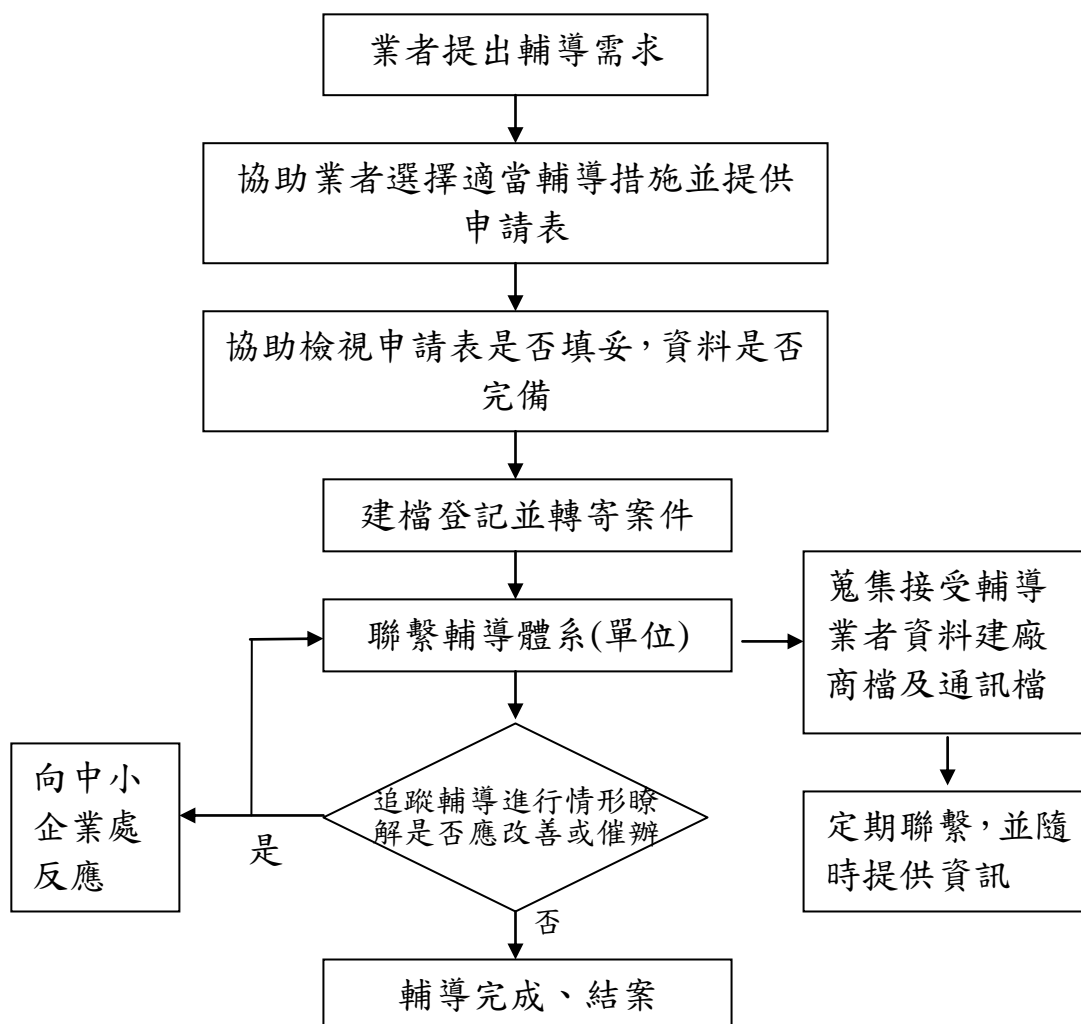 業者提出輔導需求
協助業者選擇適當輔導措施並提供
申請表
協助檢視申請表是否填妥，資料是否
完備
建檔登記並轉寄案件
聯繫輔導體系(單位)
蒐集接受輔導
業者資料建廠
商檔及通訊檔
向中小
企業處
反應
是
追蹤輔導進行情形瞭
解是否應改善或催辦
定期聯繫，並隨
時提供資訊
否
輔導完成、結案